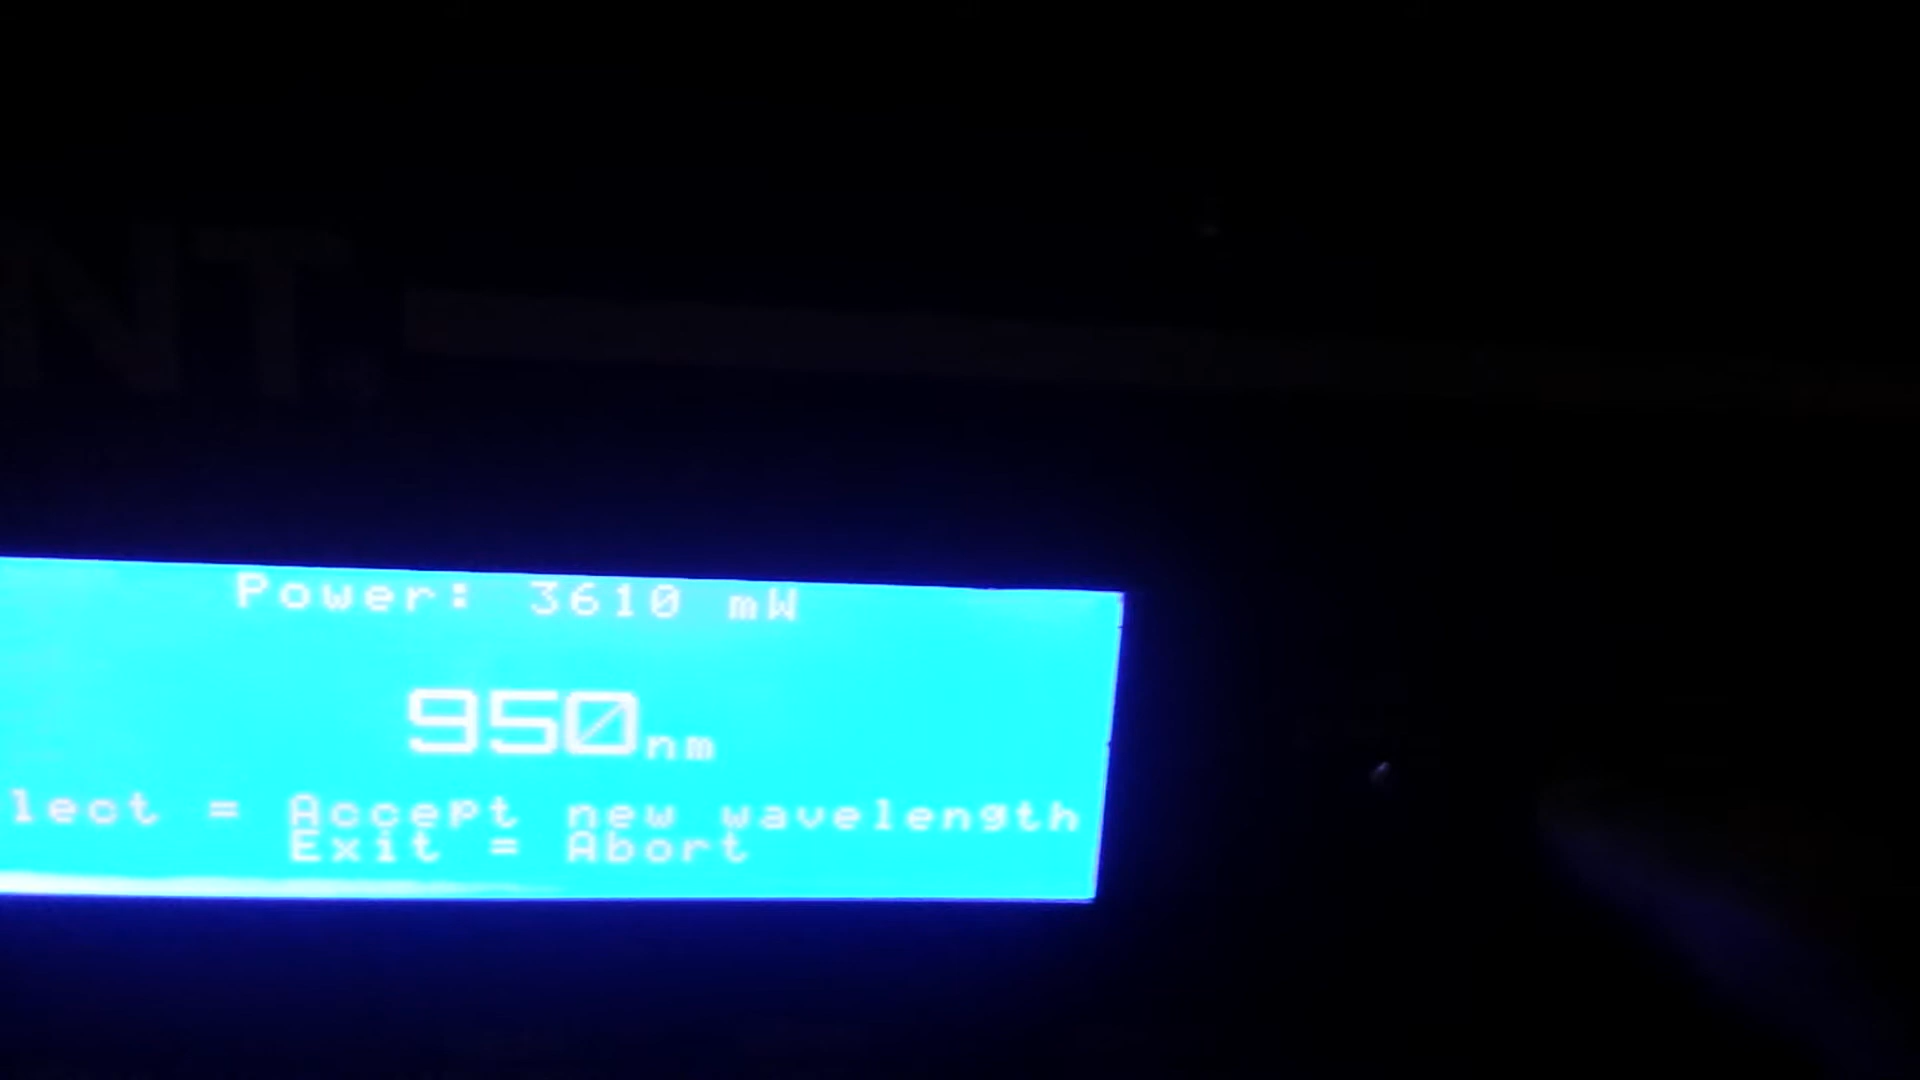 NT
Power: 3610 mW
950nm
lect = Accept new wavelength
Exit = Abort